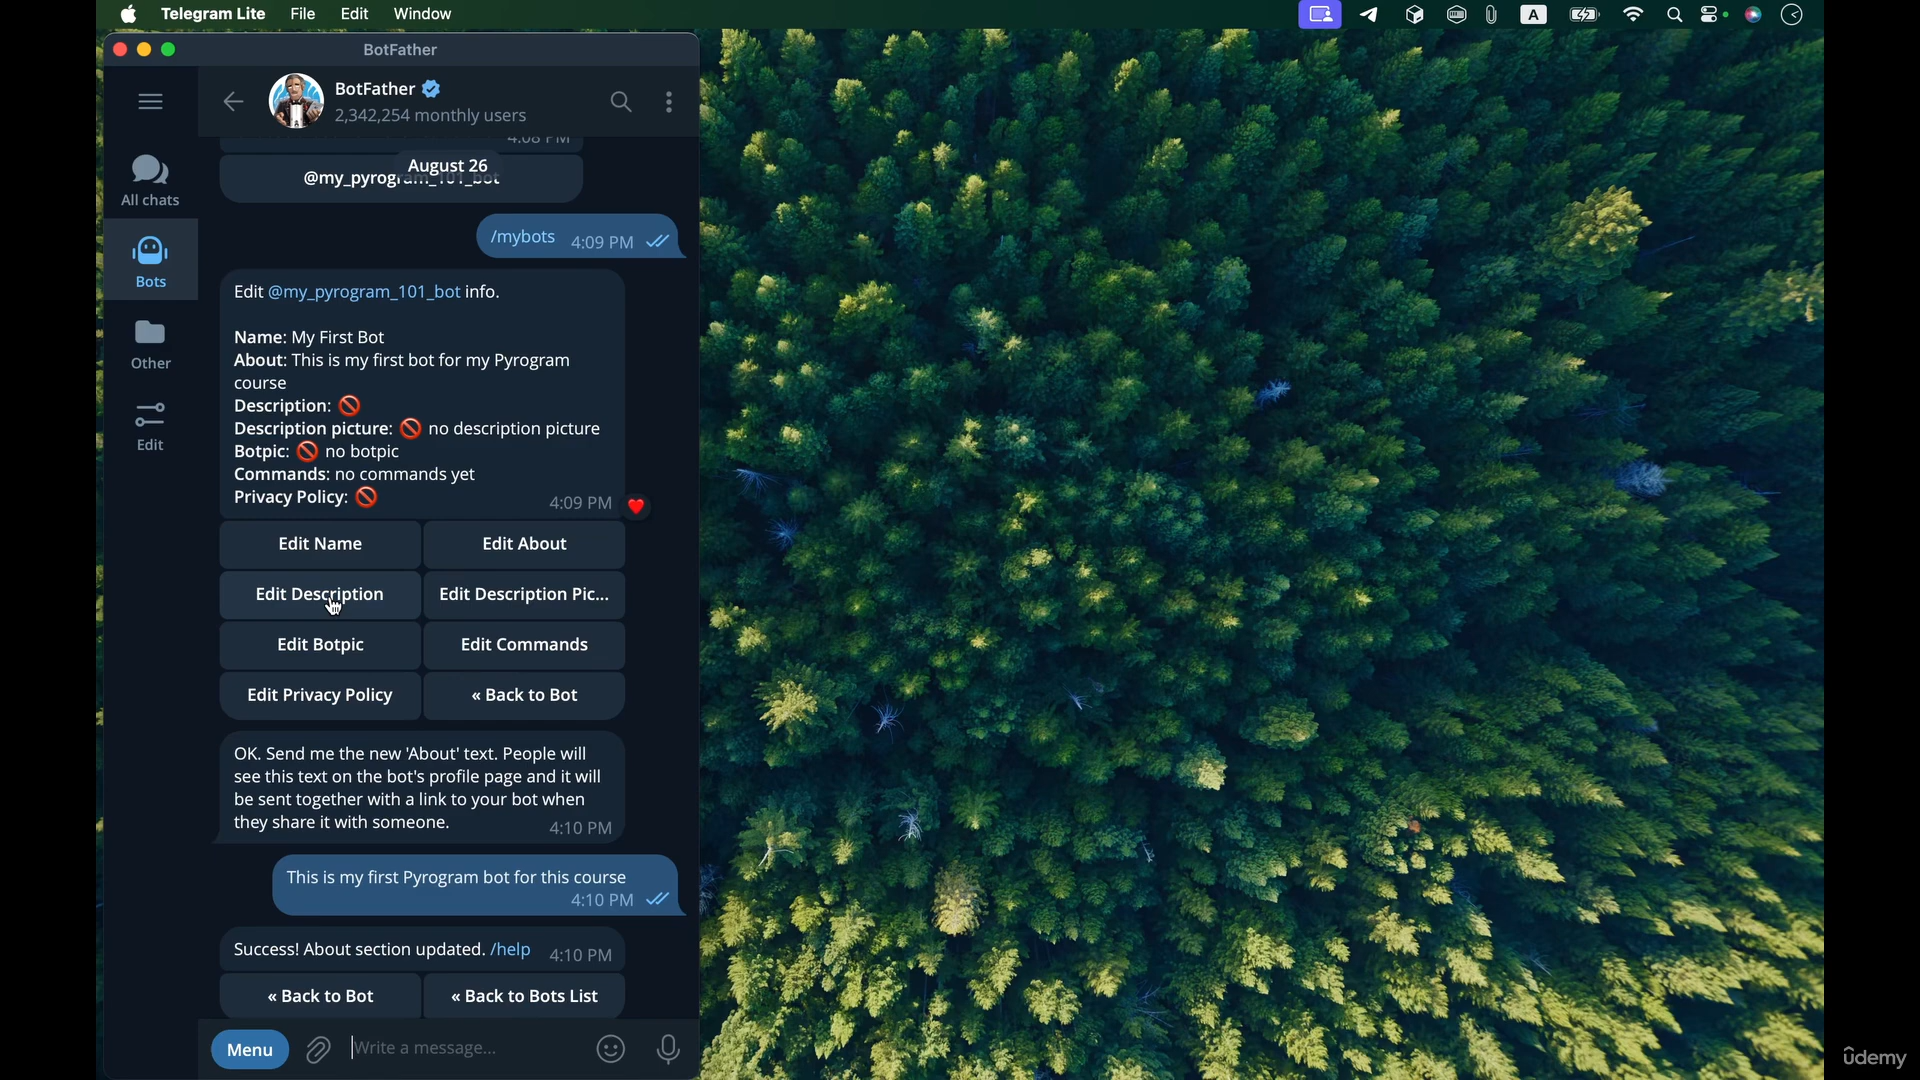 Telegram Lite File Edit Window
A
BotFather
BotFather
2,342,254 monthly users
4:08 PM
August 26
@my_pyrogram_101_bot
All chats
/mybots 4:09 PM
Bots
Edit @my_pyrogram_101_bot info.
Name: My First Bot
About: This is my first bot for my Pyrogram
course
Description:
Description picture: no description picture
Botpic: no botpic
Commands: no commands yet
Privacy Policy:
4:09 PM
Other
Edit
Edit Name Edit About
Edit Description Edit Description Pic...
Edit Botpic Edit Commands
Edit Privacy Policy « Back to Bot
OK. Send me the new 'About' text. People will
see this text on the bot's profile page and it will
be sent together with a link to your bot when
they share it with someone. 4:10 PM
This is my first Pyrogram bot for this course
4:10 PM
Success! About section updated. /help 4:10 PM
« Back to Bot « Back to Bots List
Menu Write a message...
ûdemy